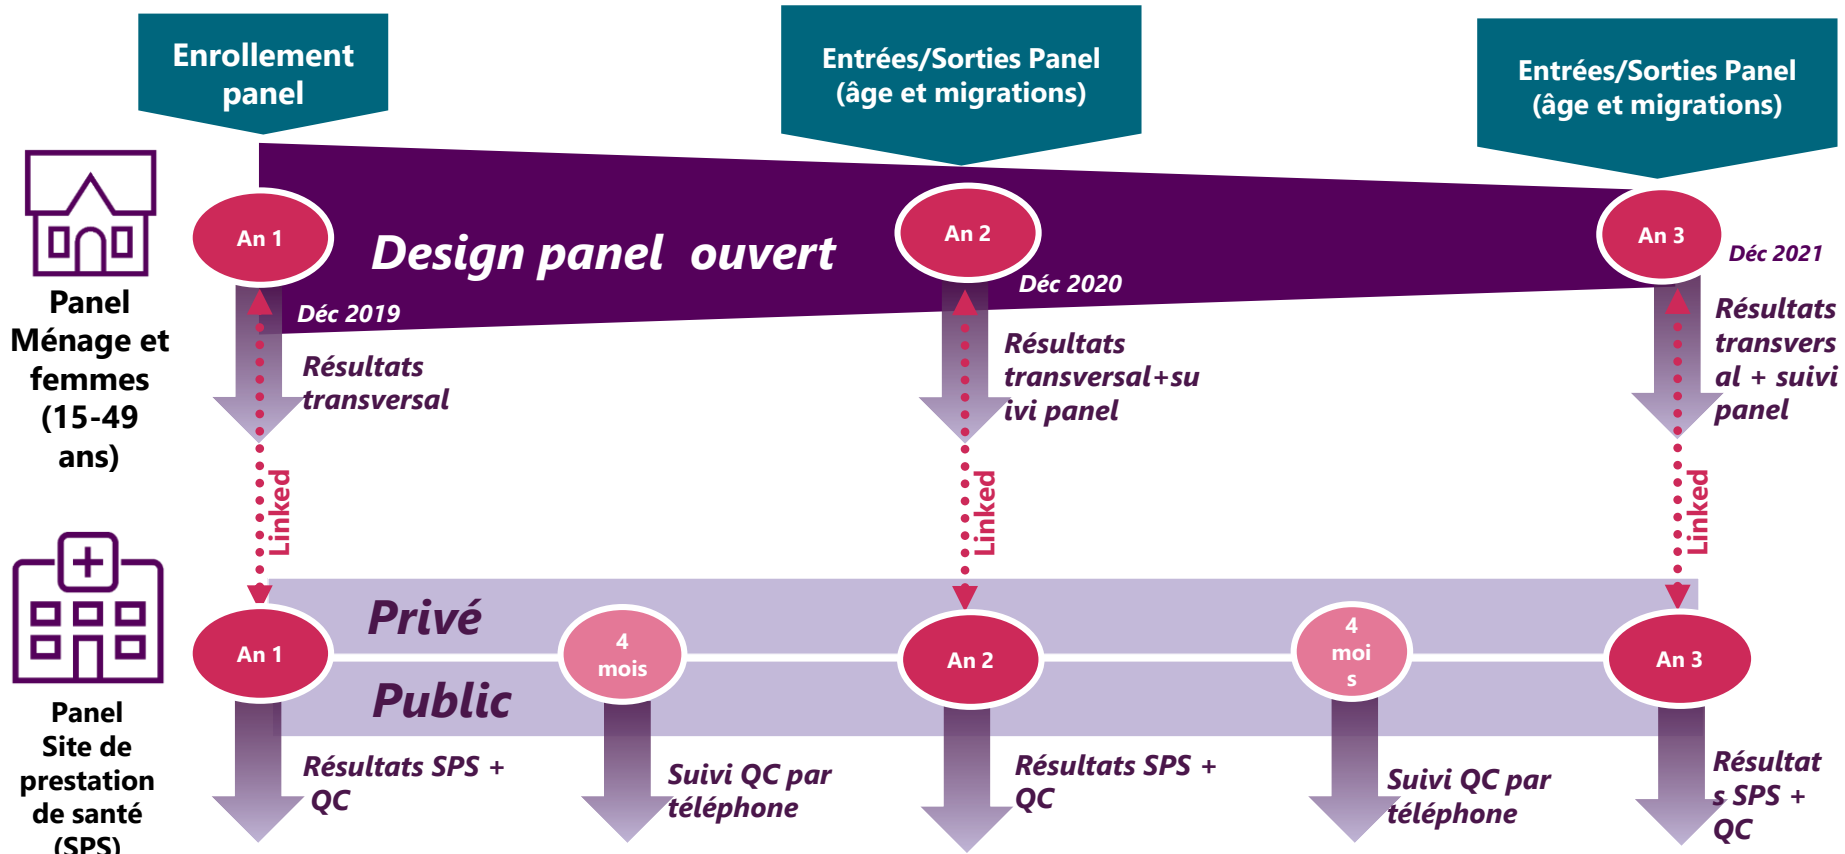 Enrollement
panel
Entrées/Sorties Panel
(âge et migrations)
Entrées/Sorties Panel
(âge et migrations)
An 1
Design panel ouvert
An 2
An 3
Déc 2019
Déc 2020
Déc 2021
Panel
Ménage et
femmes
(15-49
ans)
Résultats
transversal
Résultats
transversal+su
ivi panel
Résultats
transvers
al + suivi
panel
Linked
Linked
Linked
Privé
Public
An 1
4
mois
An 2
4
moi
s
An 3
Panel
Site de
prestation
de santé
(SPS)
Résultats SPS +
QC
Suivi QC par
téléphone
Résultats SPS +
QC
Suivi QC par
téléphone
Résultat
s SPS +
QC